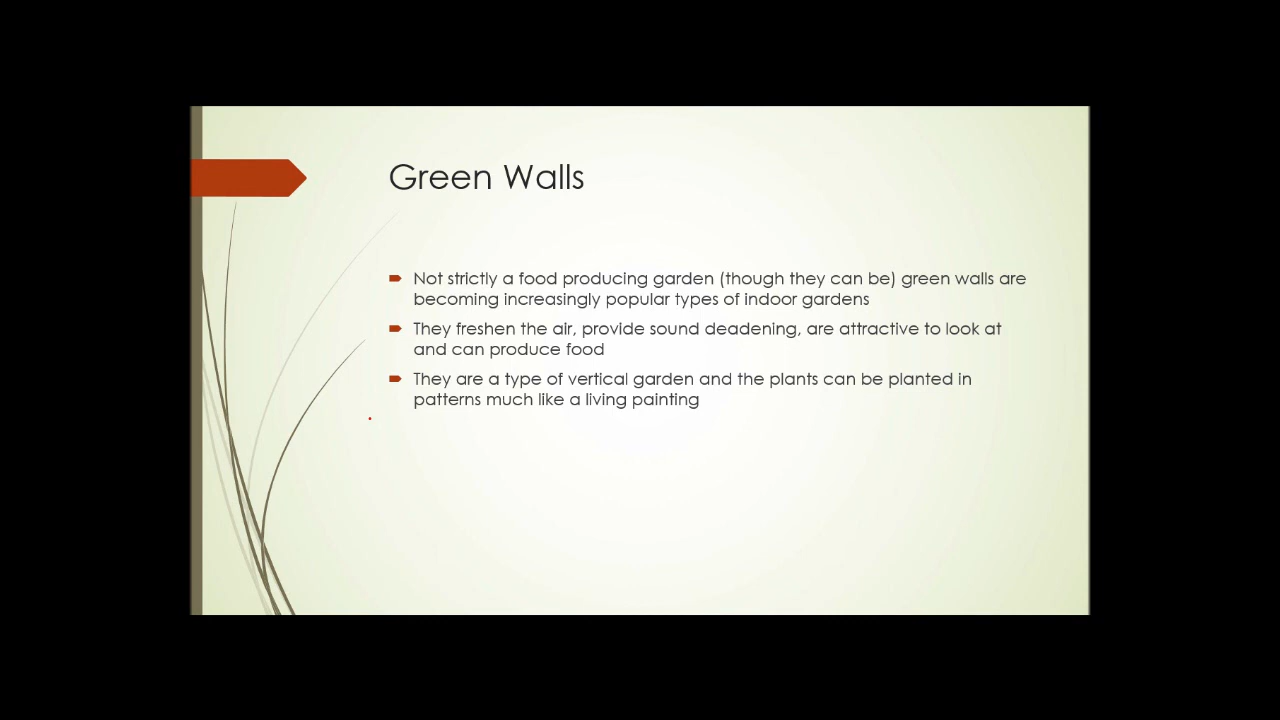 Green Walls
Not strictly a food producing garden (though they can be) green walls are
becoming increasingly popular types of indoor gardens
They freshen the air, provide sound deadening, are attractive to look at
and can produce food
They are a type of vertical garden and the plants can be planted in
patterns much like a living painting